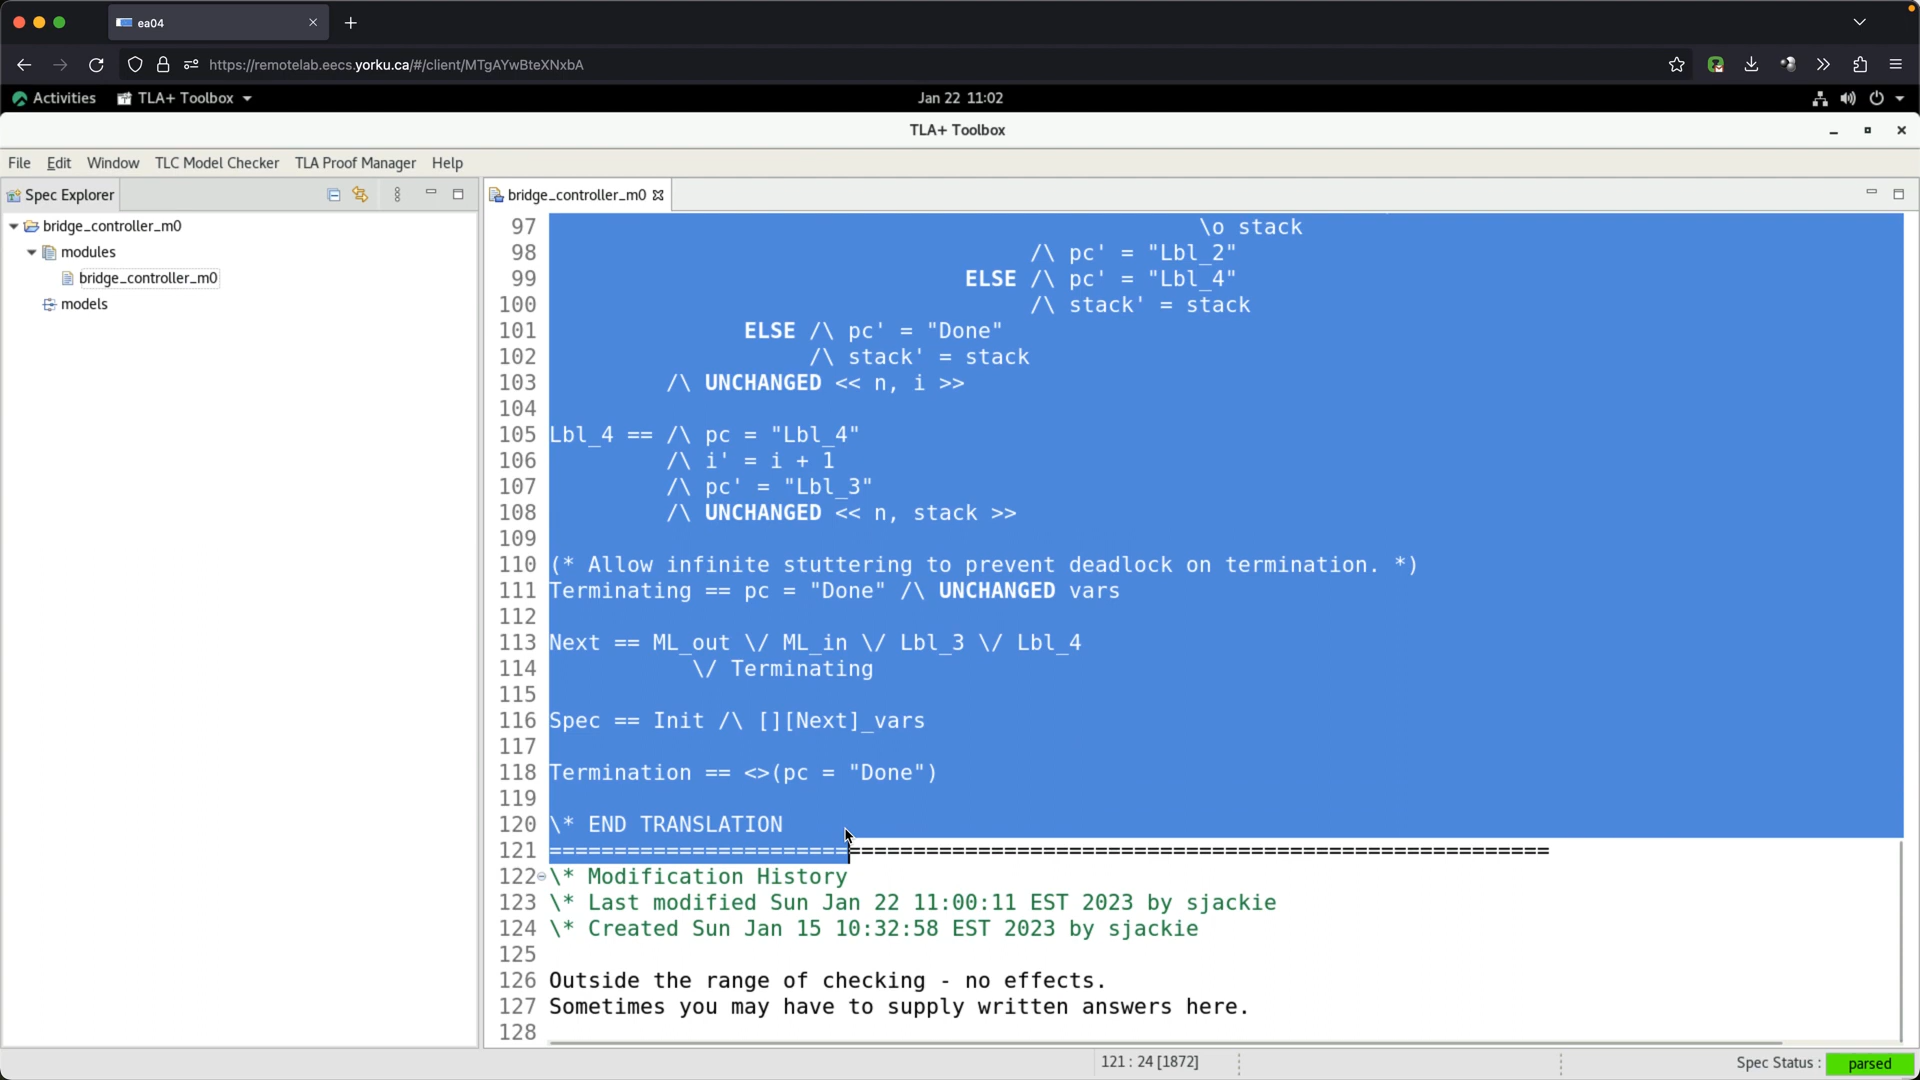 ea04
https://remotelab.eecs.yorku.ca/#/client/MTgAYwBteXNxbA
Activities TLA+ Toolbox Jan 22 11:02
TLA+ Toolbox
File Edit Window TLC Model Checker TLA Proof Manager Help
Spec Explorer
bridge_controller_m0
modules
bridge_controller_m0
models
bridge_controller_m0
97 \o stack
98 /\ pc' = "Lbl_2"
99 ELSE /\ pc' = "Lbl_4"
100 /\ stack' = stack
101 ELSE /\ pc' = "Done"
102 /\ stack' = stack
103 /\ UNCHANGED << n, i >>
104
105 Lbl_4 == /\ pc = "Lbl_4"
106 /\ i' = i + 1
107 /\ pc' = "Lbl_3"
108 /\ UNCHANGED << n, stack >>
109
110 (* Allow infinite stuttering to prevent deadlock on termination. *)
111 Terminating == pc = "Done" /\ UNCHANGED vars
112
113 Next == ML_out \/ ML_in \/ Lbl_3 \/ Lbl_4
114 \/ Terminating
115
116 Spec == Init /\ [][Next]_vars
117
118 Termination == <>(pc = "Done")
119
120 \* END TRANSLATION
121 =============================================================================
122 \* Modification History
123 \* Last modified Sun Jan 22 11:00:11 EST 2023 by sjackie
124 \* Created Sun Jan 15 10:32:58 EST 2023 by sjackie
125
126 Outside the range of checking - no effects.
127 Sometimes you may have to supply written answers here.
128
121 : 24 [1872]
Spec Status : parsed